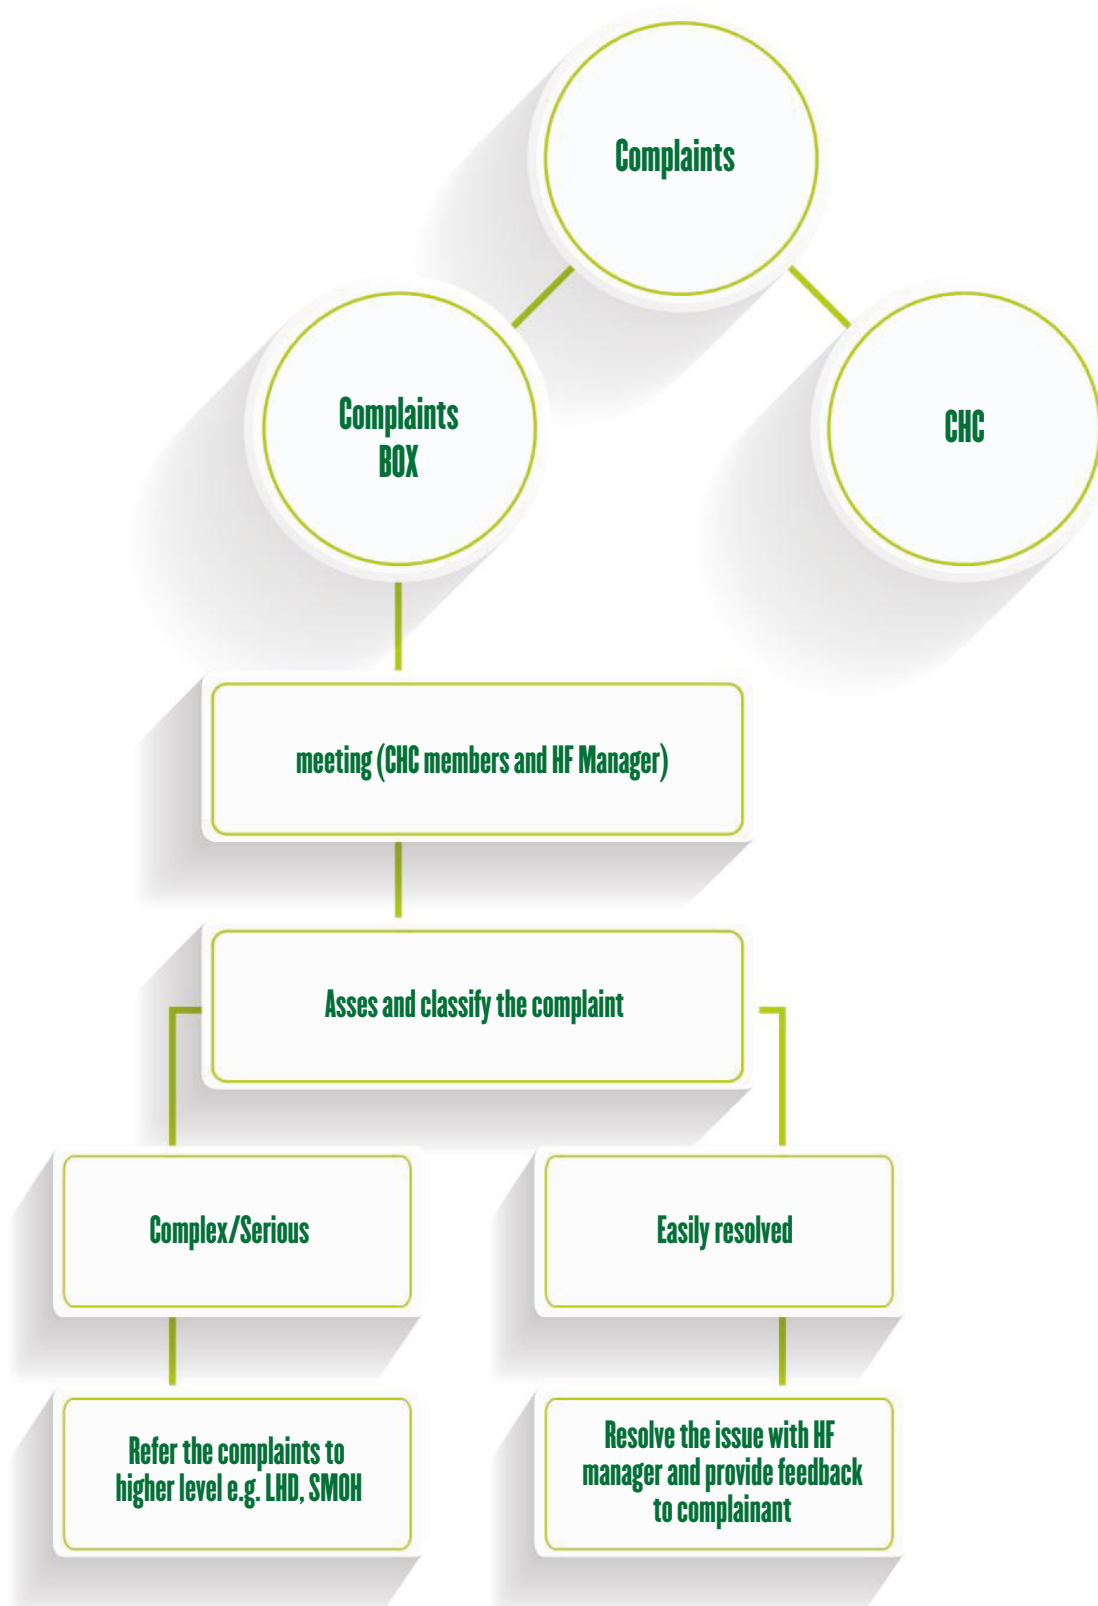 Complaints
Complaints
BOX
CHC
meeting (CHC members and HF Manager)
Asses and classify the complaint
Complex/Serious
Easily resolved
Refer the complaints to
higher level e.g. LHD, SMOH
Resolve the issue with HF
manager and provide feedback
to complainant